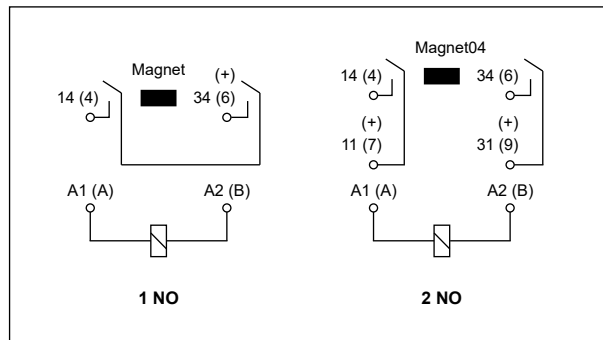 Magnet
(+)
14 (4)
34 (6)
A1 (A)
A2 (B)
1 NO
Magnet04
14 (4)
34 (6)
(+)
(+)
11 (7)
31 (9)
A1 (A)
A2 (B)
2 NO